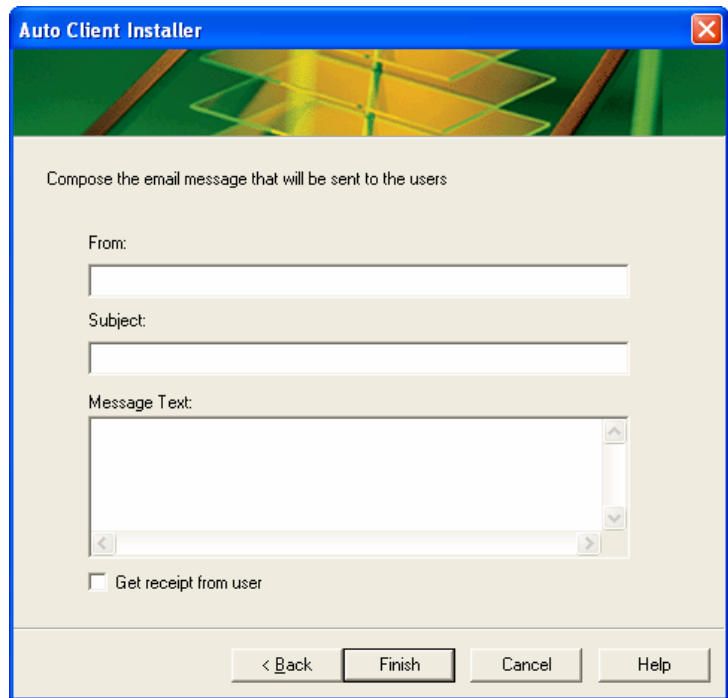 Auto Client Installer
Compose the email message that will be sent to the users
From:
Subject:
Message Text:
Get receipt from user
< Back Finish Cancel Help